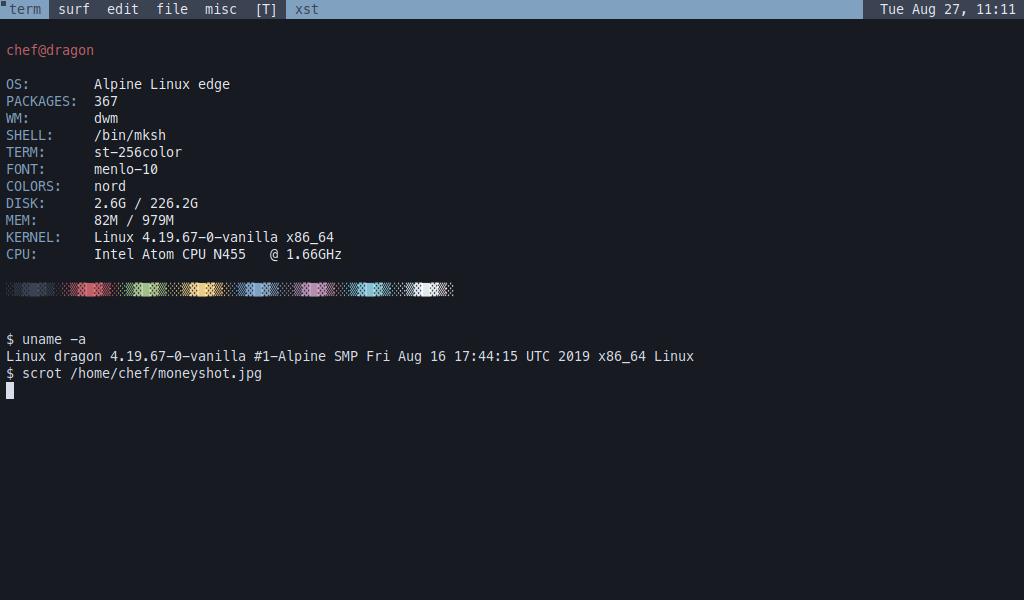 term surf edit file misc [T] xst Tue Aug 27, 11:11
chef@dragon
OS: Alpine Linux edge
PACKAGES: 367
WM: dwm
SHELL: /bin/mksh
TERM: st-256color
FONT: menlo-10
COLORS: nord
DISK: 2.6G / 226.2G
MEM: 82M / 979M
KERNEL: Linux 4.19.67-0-vanilla x86_64
CPU: Intel Atom CPU N455 @ 1.66GHz
$ uname -a
Linux dragon 4.19.67-0-vanilla #1-Alpine SMP Fri Aug 16 17:44:15 UTC 2019 x86_64 Linux
$ scrot /home/chef/moneyshot.jpg